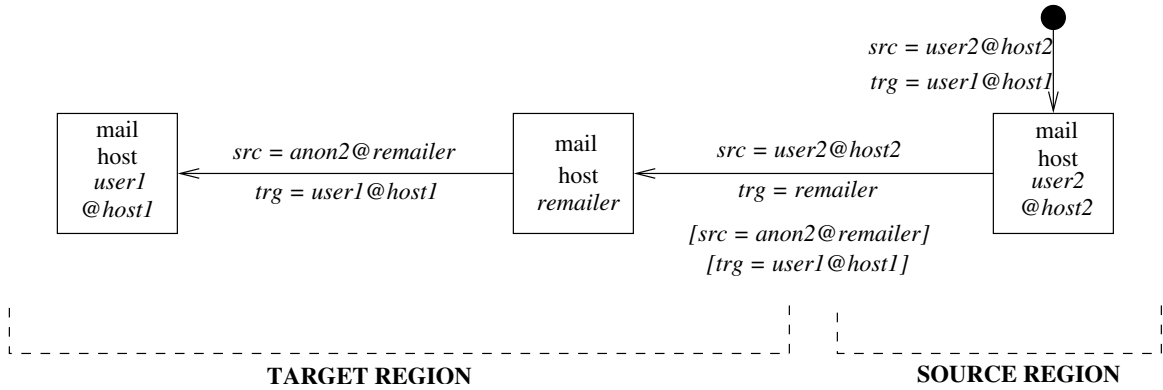 src = user2@host2
trg = user1@host1
mail
host
user1
@host1
src = anon2@remailer
trg = user1@host1
mail
host
remailer
src = user2@host2
trg = remailer
[src = anon2@remailer]
[trg = user1@host1]
mail
host
user2
@host2
TARGET REGION
SOURCE REGION